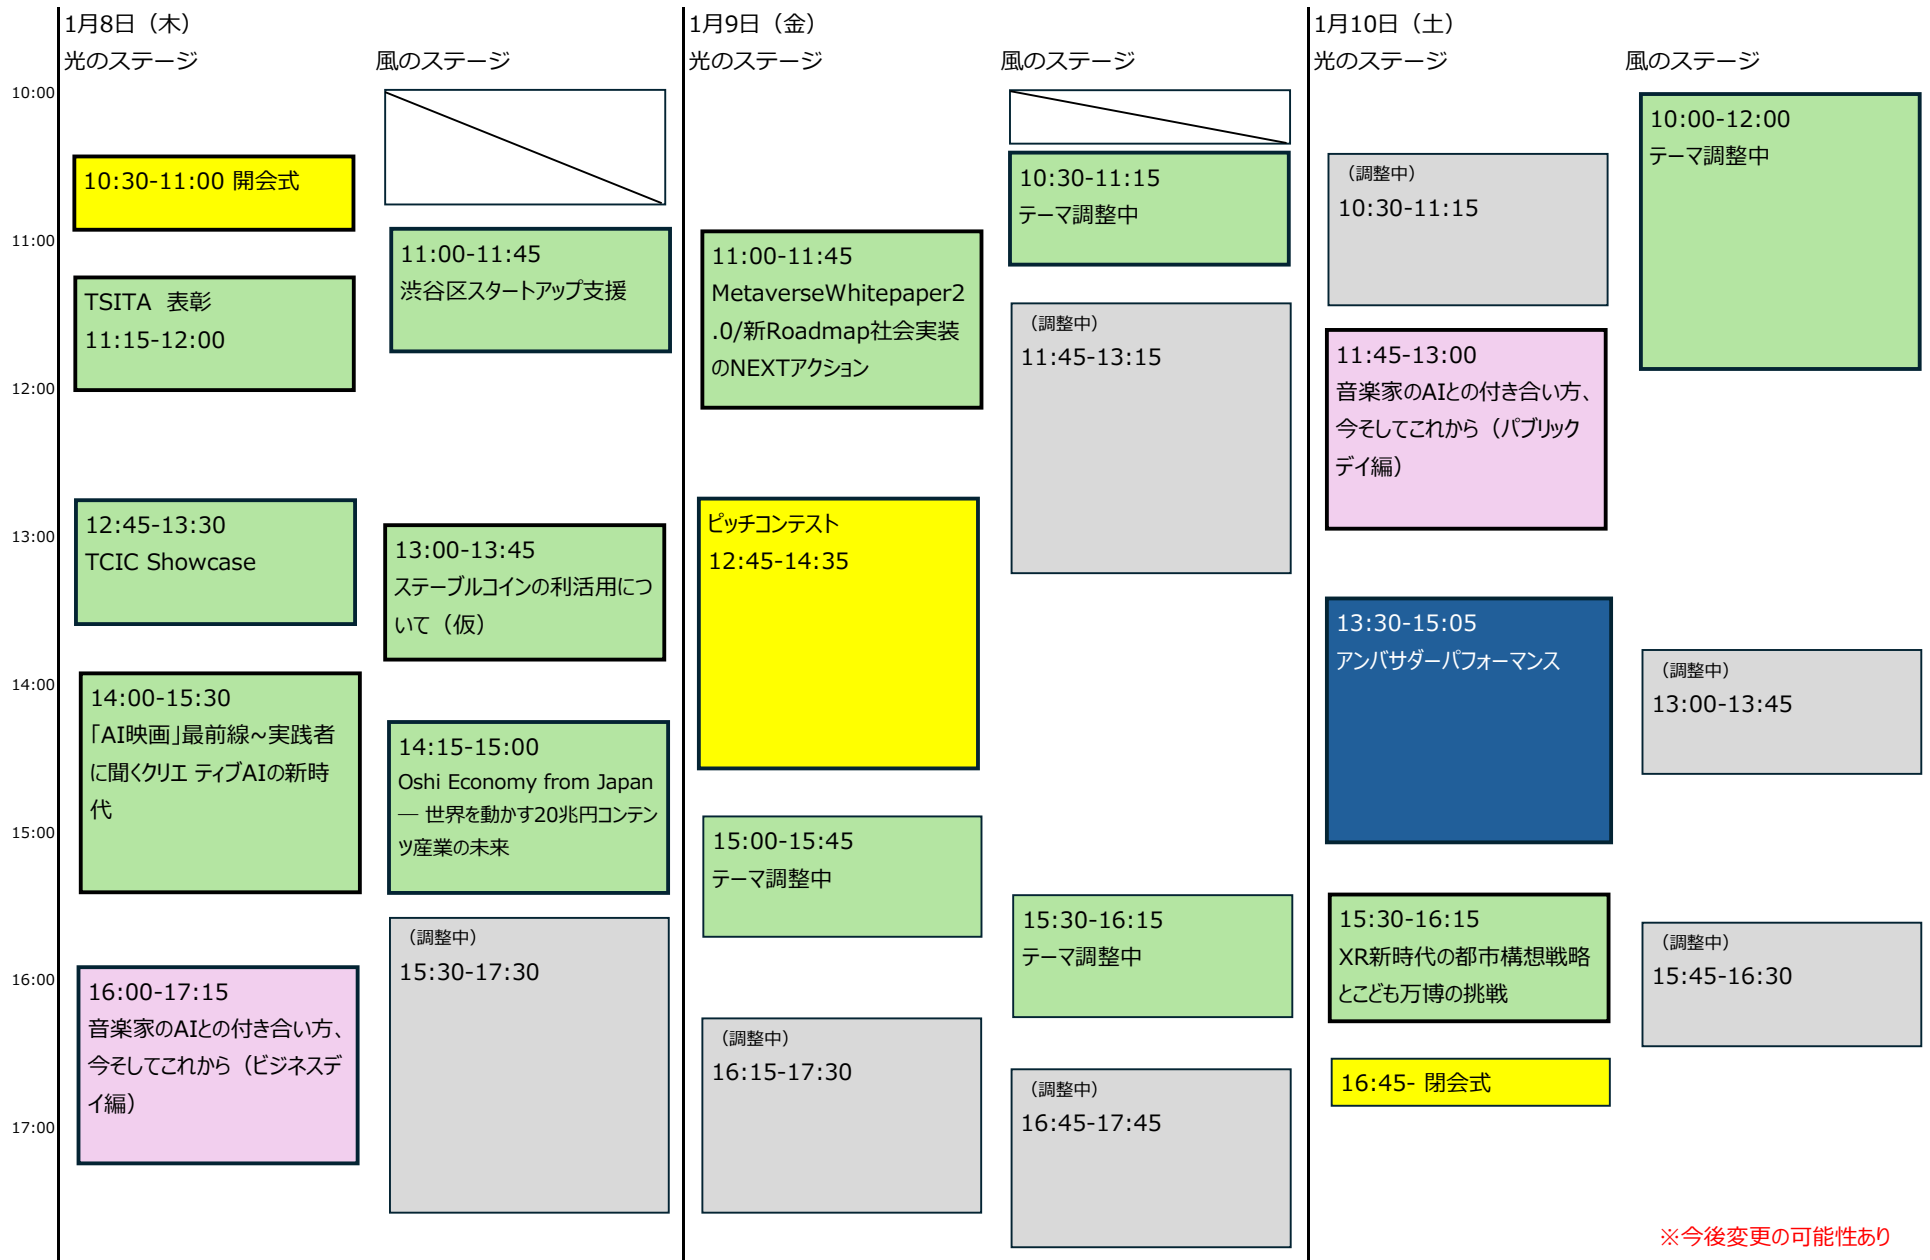 1月8日（木）
光のステージ
風のステージ
1月9日（金）
光のステージ
風のステージ
1月10日（土）
光のステージ
風のステージ
10:00
11:00
12:00
13:00
14:00
15:00
16:00
17:00
10:30-11:00 開会式
TSITA 表彰
11:15-12:00
12:45-13:30
TCIC Showcase
14:00-15:30
「AI映画」最前線~実践者
に聞くクリエ ティブAIの新時
代
16:00-17:15
音楽家のAIとの付き合い方、
今そしてこれから（ビジネスデ
イ編）
11:00-11:45
渋谷区スタートアップ支援
13:00-13:45
ステーブルコインの利活用につ
いて（仮）
14:15-15:00
Oshi Economy from Japan
― 世界を動かす20兆円コンテン
ツ産業の未来
（調整中）
15:30-17:30
11:00-11:45
MetaverseWhitepaper2
.0/新Roadmap社会実装
のNEXTアクション
ピッチコンテスト
12:45-14:35
15:00-15:45
テーマ調整中
（調整中）
16:15-17:30
10:30-11:15
テーマ調整中
（調整中）
11:45-13:15
15:30-16:15
テーマ調整中
（調整中）
16:45-17:45
（調整中）
10:30-11:15
11:45-13:00
音楽家のAIとの付き合い方、
今そしてこれから（パブリック
デイ編）
13:30-15:05
アンバサダーパフォーマンス
15:30-16:15
XR新時代の都市構想戦略
とこども万博の挑戦
16:45- 閉会式
10:00-12:00
テーマ調整中
（調整中）
13:00-13:45
（調整中）
15:45-16:30
※今後変更の可能性あり